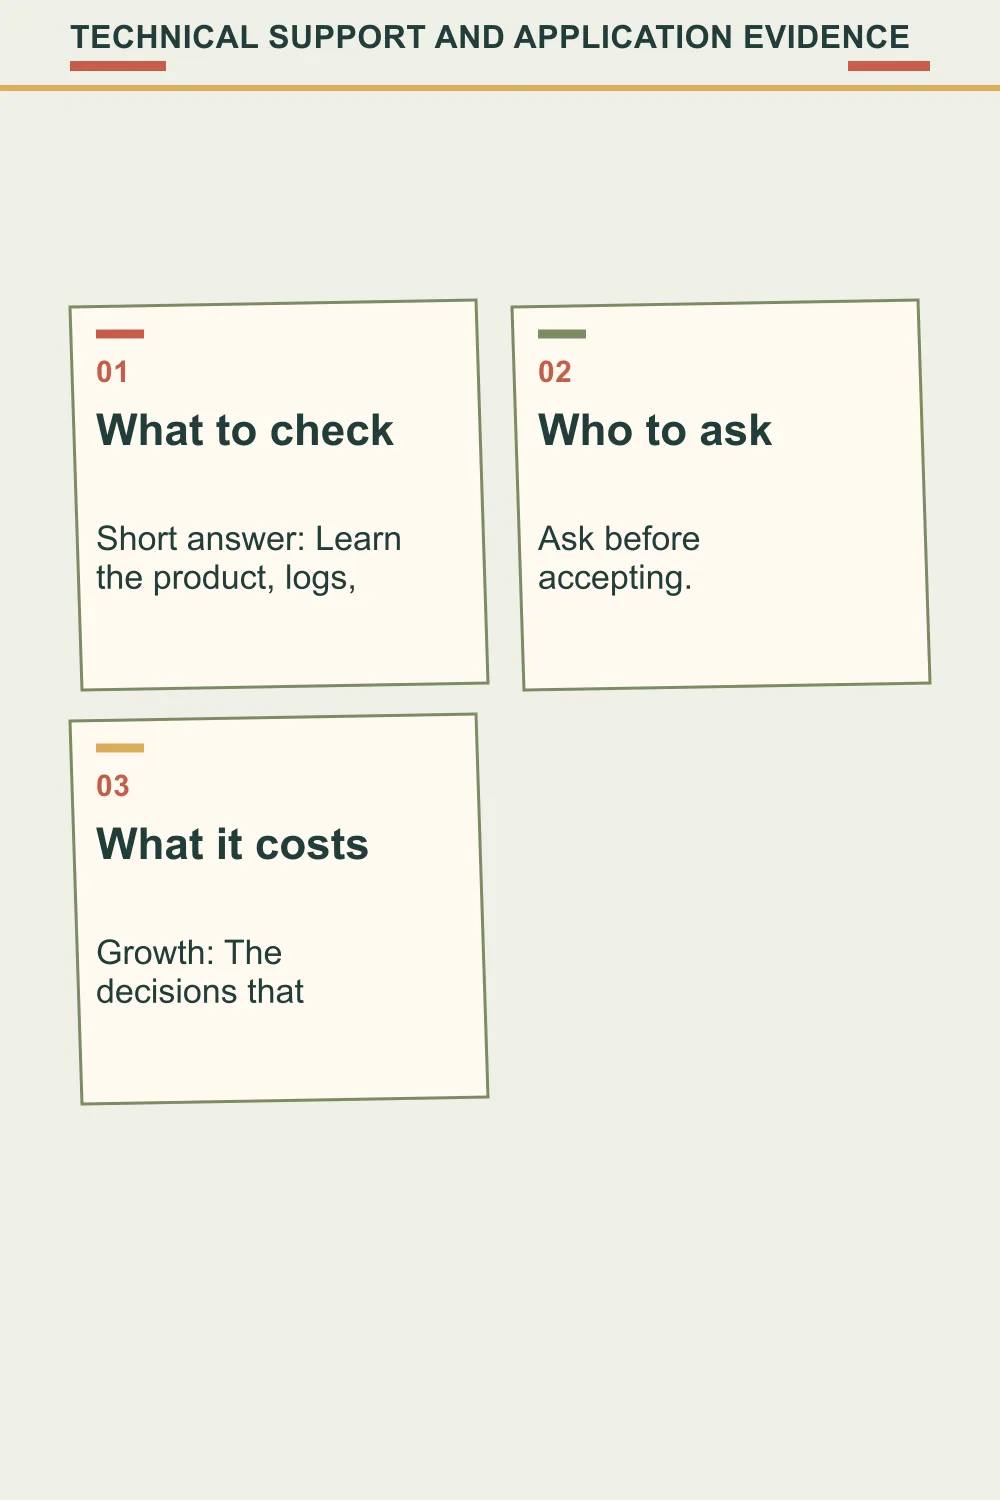 TECHNICAL SUPPORT AND APPLICATION EVIDENCE
01
What to check
Short answer: Learn
the product, logs,
02
Who to ask
Ask before
accepting.
03
What it costs
Growth: The
decisions that